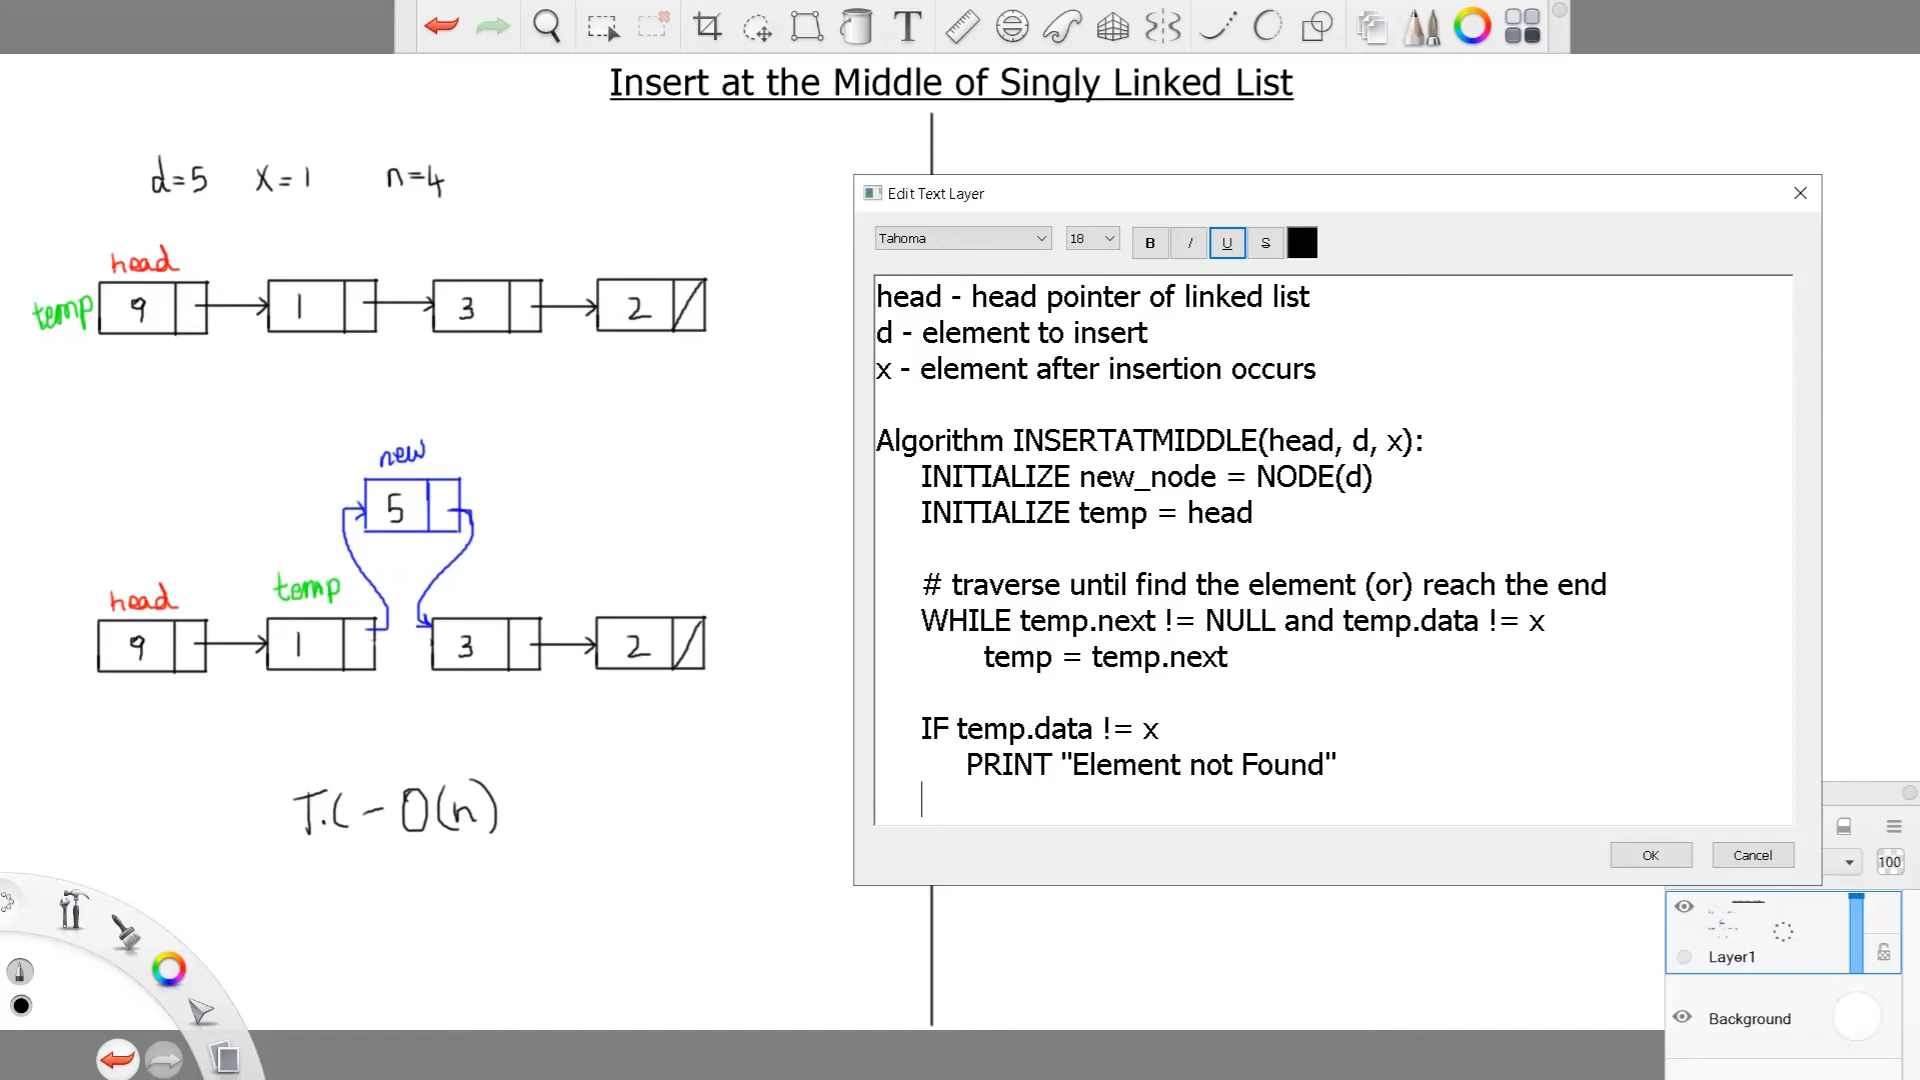 Insert at the Middle of Singly Linked List
d=5 x=1 n=4
head
temp 9 1 3 2
new
5
head temp
9 1 3 2
T.C - O(n)
Edit Text Layer
Tahoma 18 B I U S
head - head pointer of linked list
d - element to insert
x - element after insertion occurs
Algorithm INSERTATMIDDLE(head, d, x):
INITIALIZE new_node = NODE(d)
INITIALIZE temp = head
# traverse until find the element (or) reach the end
WHILE temp.next != NULL and temp.data != x
temp = temp.next
IF temp.data != x
PRINT "Element not Found"
OK Cancel
100
Layer1
Background